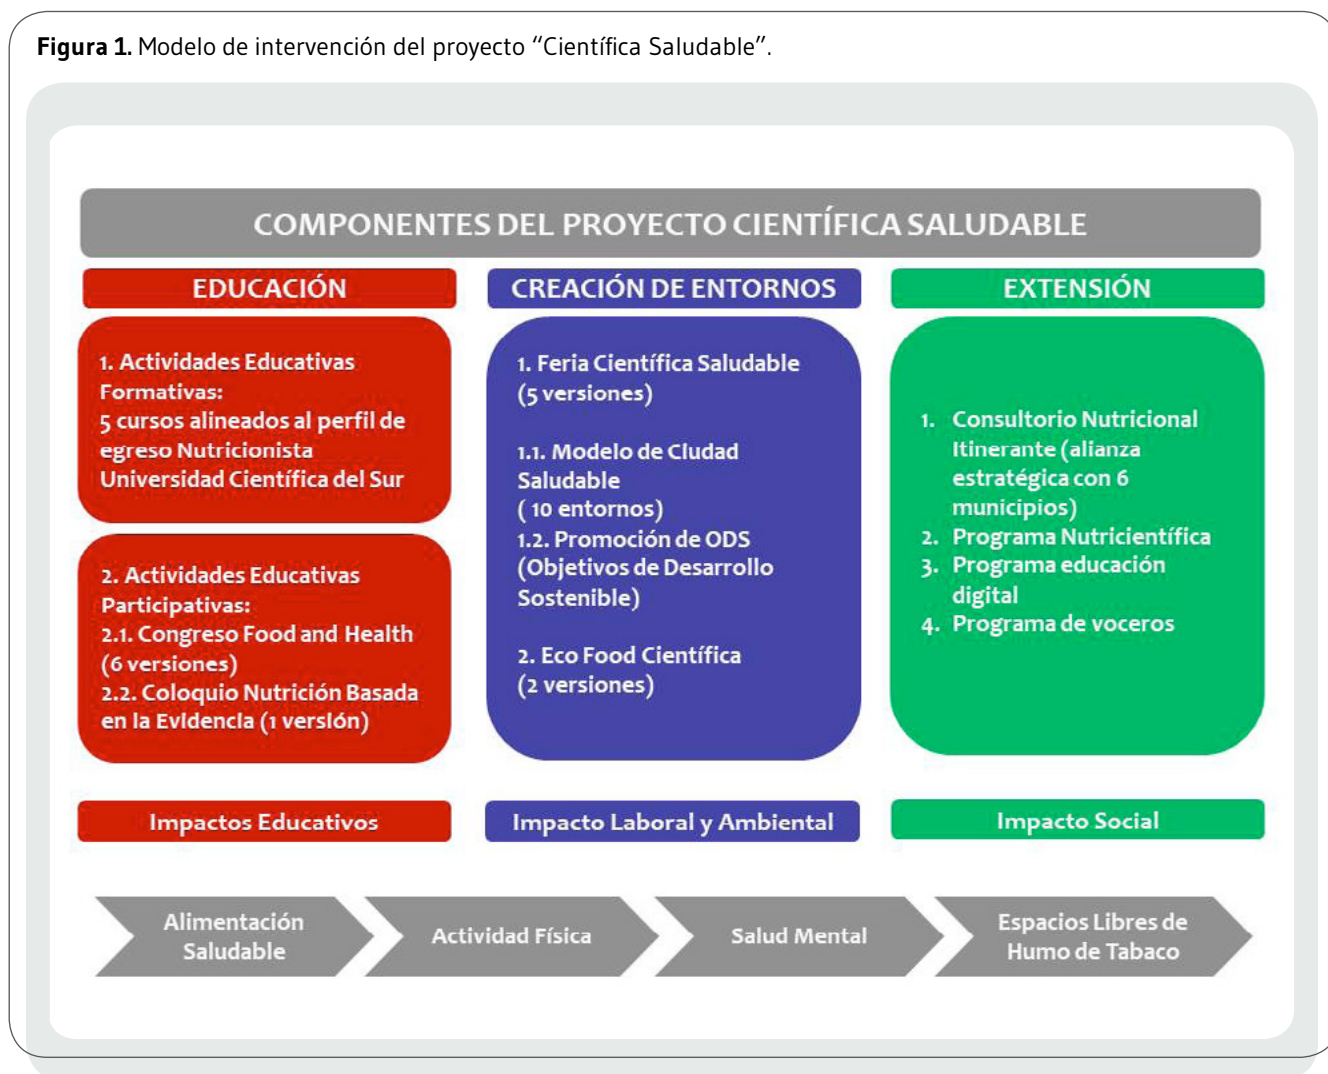 Figura 1. Modelo de intervención del proyecto “Científica Saludable”.
COMPONENTES DEL PROYECTO CIENTÍFICA SALUDABLE
EDUCACIÓN
1. Actividades Educativas
Formativas:
5 cursos alineados al perfil de
egreso Nutricionista
Universidad Científica del Sur
2. Actividades Educativas
Participativas:
2.1. Congreso Food and Health
(6 versiones)
2.2. Coloquio Nutrición Basada
en la Evidencia (1 versión)
Impactos Educativos
CREACIÓN DE ENTORNOS
1. Feria Científica Saludable
(5 versiones)
1.1. Modelo de Ciudad
Saludable
( 10 entornos)
1.2. Promoción de ODS
(Objetivos de Desarrollo
Sostenible)
2. Eco Food Científica
(2 versiones)
Impacto Laboral y Ambiental
EXTENSIÓN
1. Consultorio Nutricional
Itinerante (alianza
estratégica con 6
municipios)
2. Programa Nutricientífica
3. Programa educación
digital
4. Programa de voceros
Impacto Social
Alimentación
Saludable
Actividad Física
Salud Mental
Espacios Libres de
Humo de Tabaco